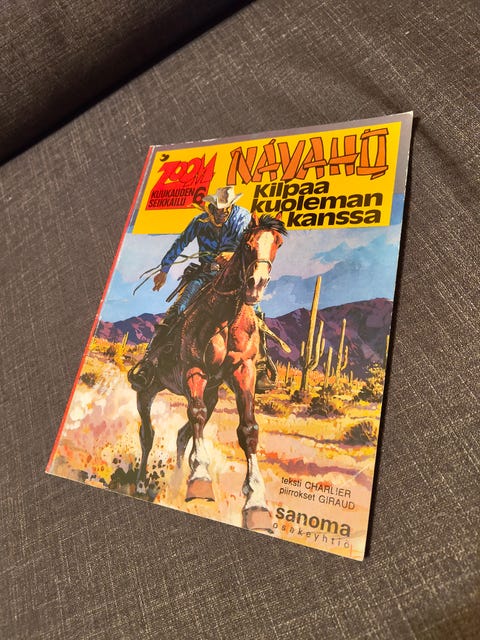 ZOOM
KUUKAUDEN
SEIKKAILU 6
NAVAHO
Kilpaa
kuoleman
kanssa
teksti CHARLIER
piirrokset GIRAUD
sanoma
osakeyhtiö